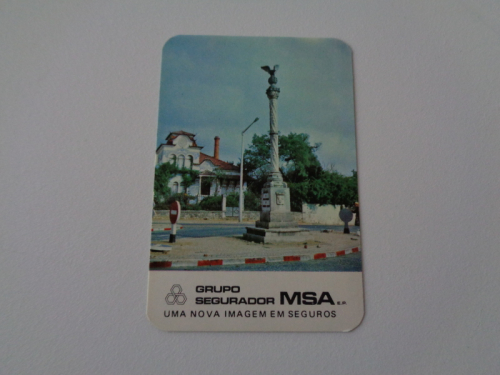 GRUPO
SEGURADOR MSA E.P.
UMA NOVA IMAGEM EM SEGUROS